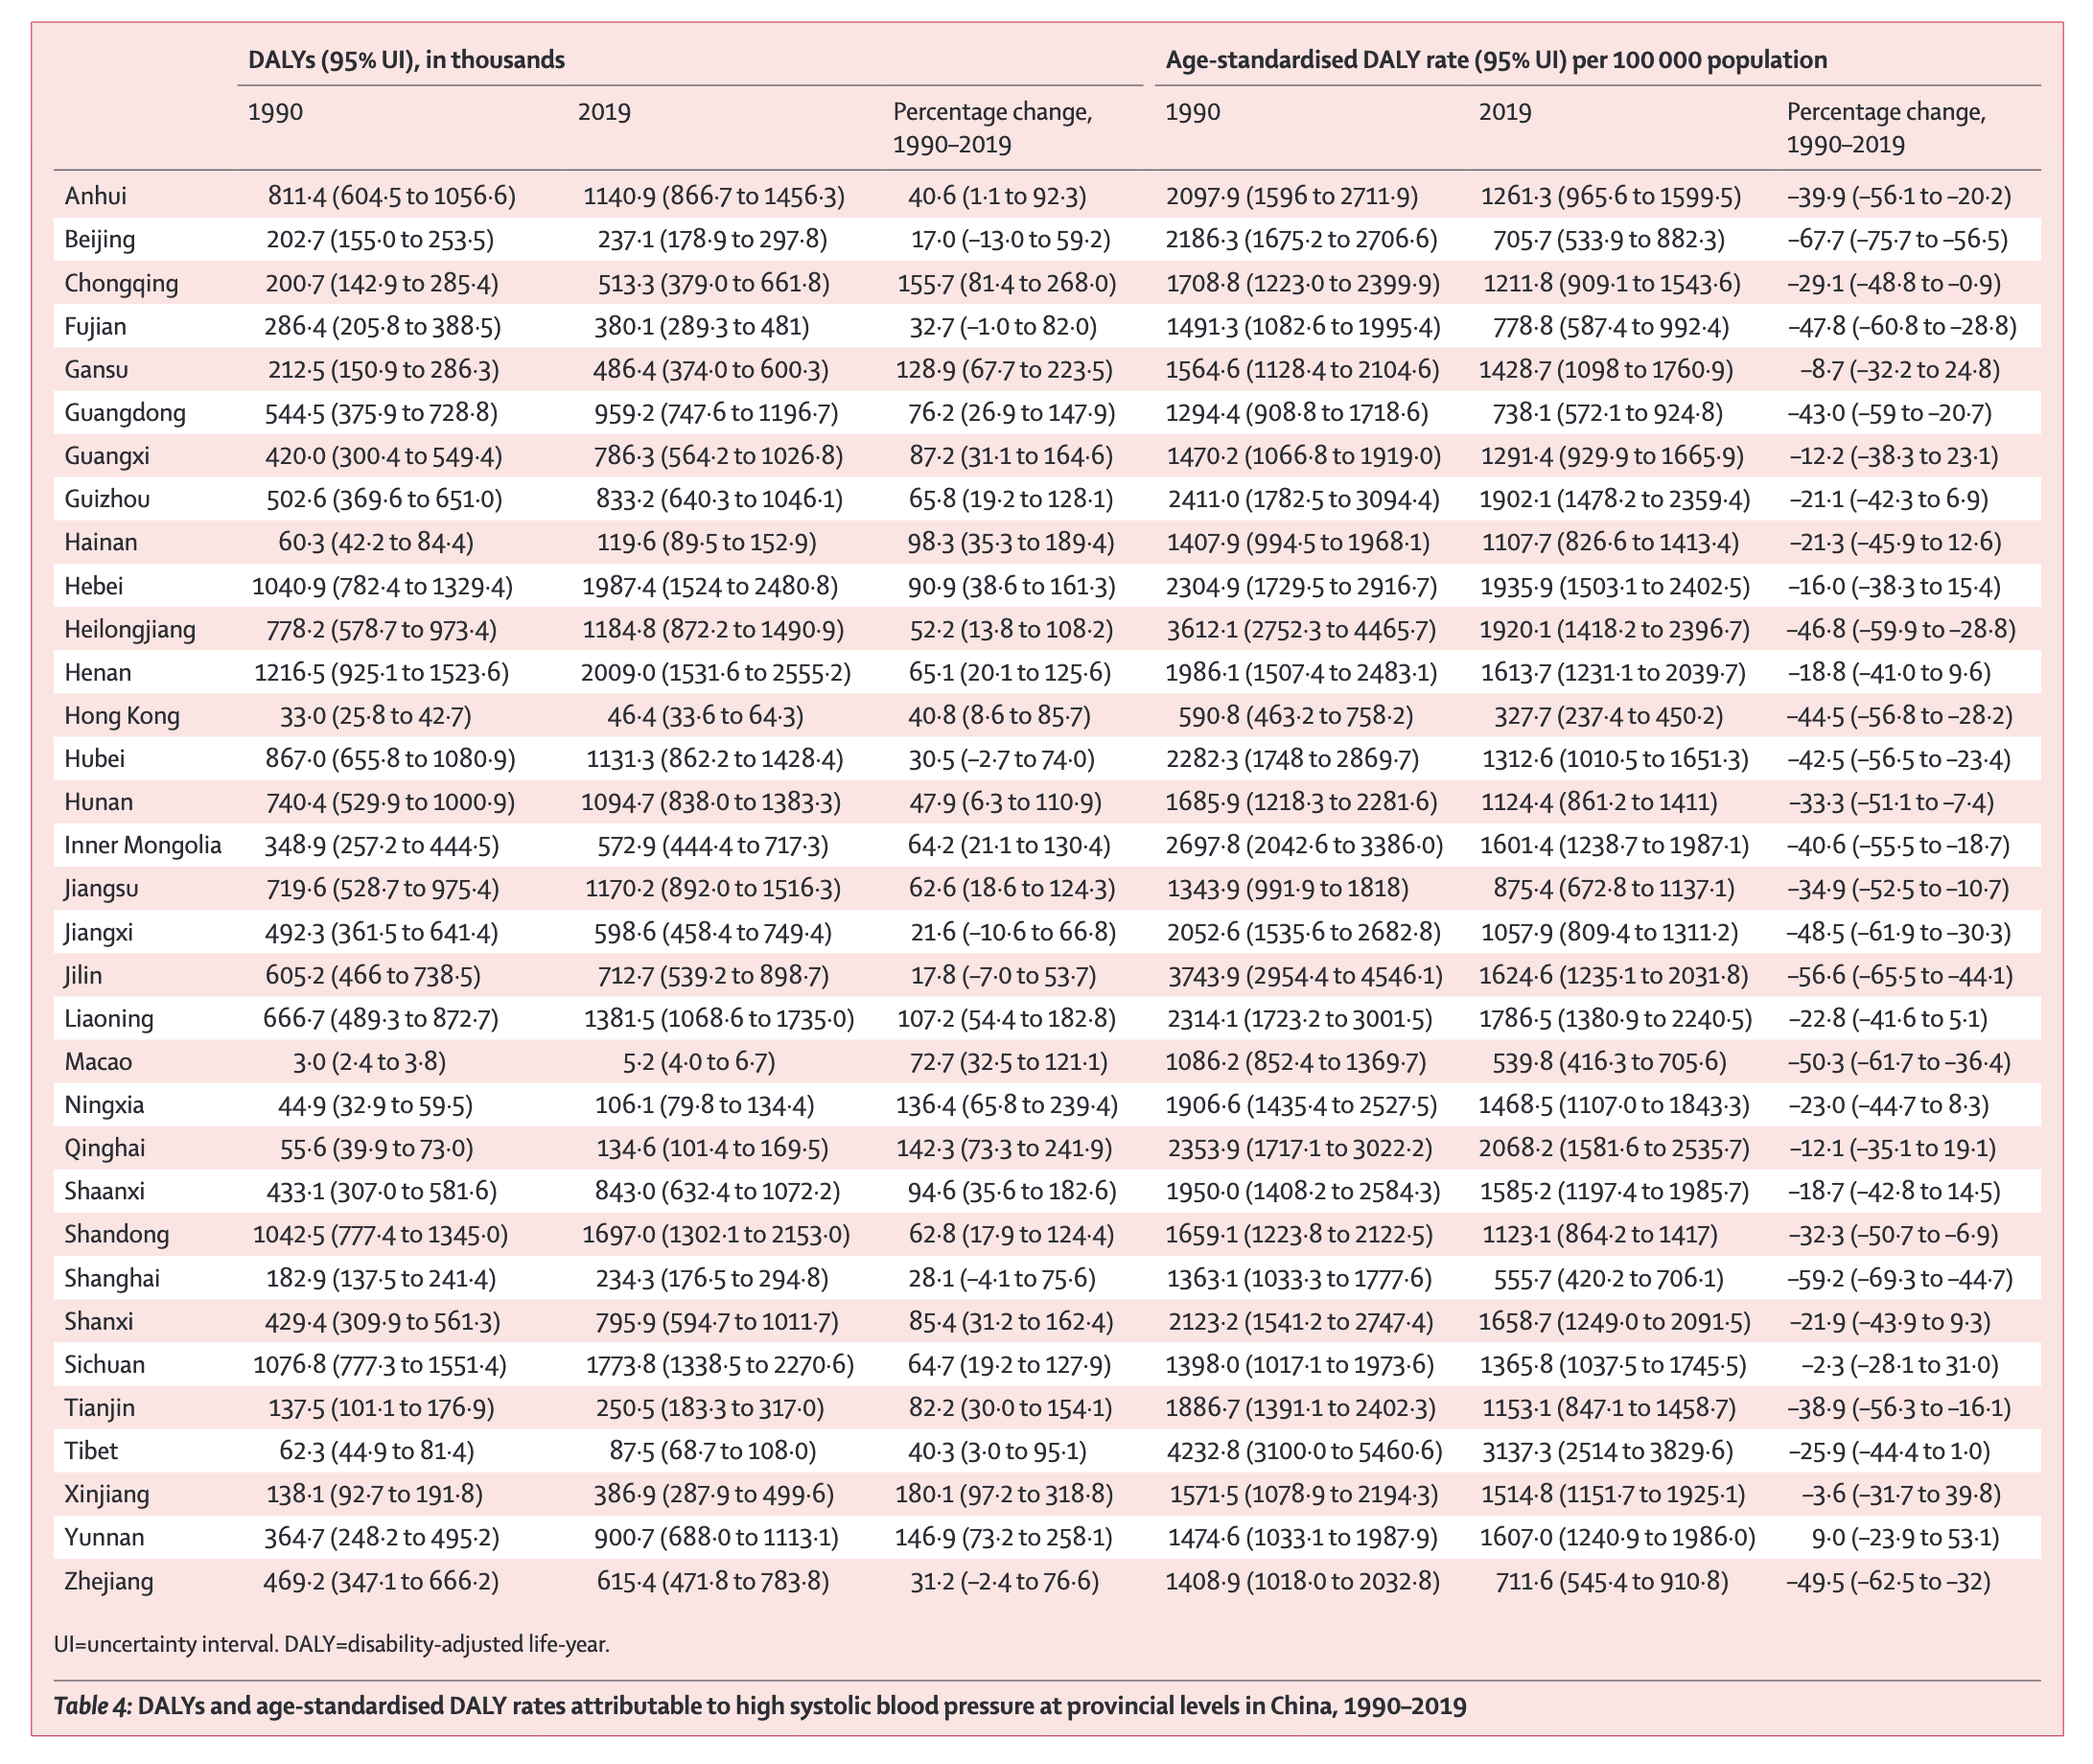 DALYs (95% UI), in thousands Age-standardised DALY rate (95% UI) per 100 000 population
1990 2019 Percentage change, 1990 2019 Percentage change,
1990–2019 1990–2019
Anhui 811·4 (604·5 to 1056·6) 1140·9 (866·7 to 1456·3) 40·6 (1·1 to 92·3) 2097·9 (1596 to 2711·9) 1261·3 (965·6 to 1599·5) –39·9 (–56·1 to –20·2)
Beijing 202·7 (155·0 to 253·5) 237·1 (178·9 to 297·8) 17·0 (–13·0 to 59·2) 2186·3 (1675·2 to 2706·6) 705·7 (533·9 to 882·3) –67·7 (–75·7 to –56·5)
Chongqing 200·7 (142·9 to 285·4) 513·3 (379·0 to 661·8) 155·7 (81·4 to 268·0) 1708·8 (1223·0 to 2399·9) 1211·8 (909·1 to 1543·6) –29·1 (–48·8 to –0·9)
Fujian 286·4 (205·8 to 388·5) 380·1 (289·3 to 481) 32·7 (–1·0 to 82·0) 1491·3 (1082·6 to 1995·4) 778·8 (587·4 to 992·4) –47·8 (–60·8 to –28·8)
Gansu 212·5 (150·9 to 286·3) 486·4 (374·0 to 600·3) 128·9 (67·7 to 223·5) 1564·6 (1128·4 to 2104·6) 1428·7 (1098 to 1760·9) –8·7 (–32·2 to 24·8)
Guangdong 544·5 (375·9 to 728·8) 959·2 (747·6 to 1196·7) 76·2 (26·9 to 147·9) 1294·4 (908·8 to 1718·6) 738·1 (572·1 to 924·8) –43·0 (–59 to –20·7)
Guangxi 420·0 (300·4 to 549·4) 786·3 (564·2 to 1026·8) 87·2 (31·1 to 164·6) 1470·2 (1066·8 to 1919·0) 1291·4 (929·9 to 1665·9) –12·2 (–38·3 to 23·1)
Guizhou 502·6 (369·6 to 651·0) 833·2 (640·3 to 1046·1) 65·8 (19·2 to 128·1) 2411·0 (1782·5 to 3094·4) 1902·1 (1478·2 to 2359·4) –21·1 (–42·3 to 6·9)
Hainan 60·3 (42·2 to 84·4) 119·6 (89·5 to 152·9) 98·3 (35·3 to 189·4) 1407·9 (994·5 to 1968·1) 1107·7 (826·6 to 1413·4) –21·3 (–45·9 to 12·6)
Hebei 1040·9 (782·4 to 1329·4) 1987·4 (1524 to 2480·8) 90·9 (38·6 to 161·3) 2304·9 (1729·5 to 2916·7) 1935·9 (1503·1 to 2402·5) –16·0 (–38·3 to 15·4)
Heilongjiang 778·2 (578·7 to 973·4) 1184·8 (872·2 to 1490·9) 52·2 (13·8 to 108·2) 3612·1 (2752·3 to 4465·7) 1920·1 (1418·2 to 2396·7) –46·8 (–59·9 to –28·8)
Henan 1216·5 (925·1 to 1523·6) 2009·0 (1531·6 to 2555·2) 65·1 (20·1 to 125·6) 1986·1 (1507·4 to 2483·1) 1613·7 (1231·1 to 2039·7) –18·8 (–41·0 to 9·6)
Hong Kong 33·0 (25·8 to 42·7) 46·4 (33·6 to 64·3) 40·8 (8·6 to 85·7) 590·8 (463·2 to 758·2) 327·7 (237·4 to 450·2) –44·5 (–56·8 to –28·2)
Hubei 867·0 (655·8 to 1080·9) 1131·3 (862·2 to 1428·4) 30·5 (–2·7 to 74·0) 2282·3 (1748 to 2869·7) 1312·6 (1010·5 to 1651·3) –42·5 (–56·5 to –23·4)
Hunan 740·4 (529·9 to 1000·9) 1094·7 (838·0 to 1383·3) 47·9 (6·3 to 110·9) 1685·9 (1218·3 to 2281·6) 1124·4 (861·2 to 1411) –33·3 (–51·1 to –7·4)
Inner Mongolia 348·9 (257·2 to 444·5) 572·9 (444·4 to 717·3) 64·2 (21·1 to 130·4) 2697·8 (2042·6 to 3386·0) 1601·4 (1238·7 to 1987·1) –40·6 (–55·5 to –18·7)
Jiangsu 719·6 (528·7 to 975·4) 1170·2 (892·0 to 1516·3) 62·6 (18·6 to 124·3) 1343·9 (991·9 to 1818) 875·4 (672·8 to 1137·1) –34·9 (–52·5 to –10·7)
Jiangxi 492·3 (361·5 to 641·4) 598·6 (458·4 to 749·4) 21·6 (–10·6 to 66·8) 2052·6 (1535·6 to 2682·8) 1057·9 (809·4 to 1311·2) –48·5 (–61·9 to –30·3)
Jilin 605·2 (466 to 738·5) 712·7 (539·2 to 898·7) 17·8 (–7·0 to 53·7) 3743·9 (2954·4 to 4546·1) 1624·6 (1235·1 to 2031·8) –56·6 (–65·5 to –44·1)
Liaoning 666·7 (489·3 to 872·7) 1381·5 (1068·6 to 1735·0) 107·2 (54·4 to 182·8) 2314·1 (1723·2 to 3001·5) 1786·5 (1380·9 to 2240·5) –22·8 (–41·6 to 5·1)
Macao 3·0 (2·4 to 3·8) 5·2 (4·0 to 6·7) 72·7 (32·5 to 121·1) 1086·2 (852·4 to 1369·7) 539·8 (416·3 to 705·6) –50·3 (–61·7 to –36·4)
Ningxia 44·9 (32·9 to 59·5) 106·1 (79·8 to 134·4) 136·4 (65·8 to 239·4) 1906·6 (1435·4 to 2527·5) 1468·5 (1107·0 to 1843·3) –23·0 (–44·7 to 8·3)
Qinghai 55·6 (39·9 to 73·0) 134·6 (101·4 to 169·5) 142·3 (73·3 to 241·9) 2353·9 (1717·1 to 3022·2) 2068·2 (1581·6 to 2535·7) –12·1 (–35·1 to 19·1)
Shaanxi 433·1 (307·0 to 581·6) 843·0 (632·4 to 1072·2) 94·6 (35·6 to 182·6) 1950·0 (1408·2 to 2584·3) 1585·2 (1197·4 to 1985·7) –18·7 (–42·8 to 14·5)
Shandong 1042·5 (777·4 to 1345·0) 1697·0 (1302·1 to 2153·0) 62·8 (17·9 to 124·4) 1659·1 (1223·8 to 2122·5) 1123·1 (864·2 to 1417) –32·3 (–50·7 to –6·9)
Shanghai 182·9 (137·5 to 241·4) 234·3 (176·5 to 294·8) 28·1 (–4·1 to 75·6) 1363·1 (1033·3 to 1777·6) 555·7 (420·2 to 706·1) –59·2 (–69·3 to –44·7)
Shanxi 429·4 (309·9 to 561·3) 795·9 (594·7 to 1011·7) 85·4 (31·2 to 162·4) 2123·2 (1541·2 to 2747·4) 1658·7 (1249·0 to 2091·5) –21·9 (–43·9 to 9·3)
Sichuan 1076·8 (777·3 to 1551·4) 1773·8 (1338·5 to 2270·6) 64·7 (19·2 to 127·9) 1398·0 (1017·1 to 1973·6) 1365·8 (1037·5 to 1745·5) –2·3 (–28·1 to 31·0)
Tianjin 137·5 (101·1 to 176·9) 250·5 (183·3 to 317·0) 82·2 (30·0 to 154·1) 1886·7 (1391·1 to 2402·3) 1153·1 (847·1 to 1458·7) –38·9 (–56·3 to –16·1)
Tibet 62·3 (44·9 to 81·4) 87·5 (68·7 to 108·0) 40·3 (3·0 to 95·1) 4232·8 (3100·0 to 5460·6) 3137·3 (2514 to 3829·6) –25·9 (–44·4 to 1·0)
Xinjiang 138·1 (92·7 to 191·8) 386·9 (287·9 to 499·6) 180·1 (97·2 to 318·8) 1571·5 (1078·9 to 2194·3) 1514·8 (1151·7 to 1925·1) –3·6 (–31·7 to 39·8)
Yunnan 364·7 (248·2 to 495·2) 900·7 (688·0 to 1113·1) 146·9 (73·2 to 258·1) 1474·6 (1033·1 to 1987·9) 1607·0 (1240·9 to 1986·0) 9·0 (–23·9 to 53·1)
Zhejiang 469·2 (347·1 to 666·2) 615·4 (471·8 to 783·8) 31·2 (–2·4 to 76·6) 1408·9 (1018·0 to 2032·8) 711·6 (545·4 to 910·8) –49·5 (–62·5 to –32)
UI=uncertainty interval. DALY=disability-adjusted life-year.
Table 4: DALYs and age-standardised DALY rates attributable to high systolic blood pressure at provincial levels in China, 1990–2019